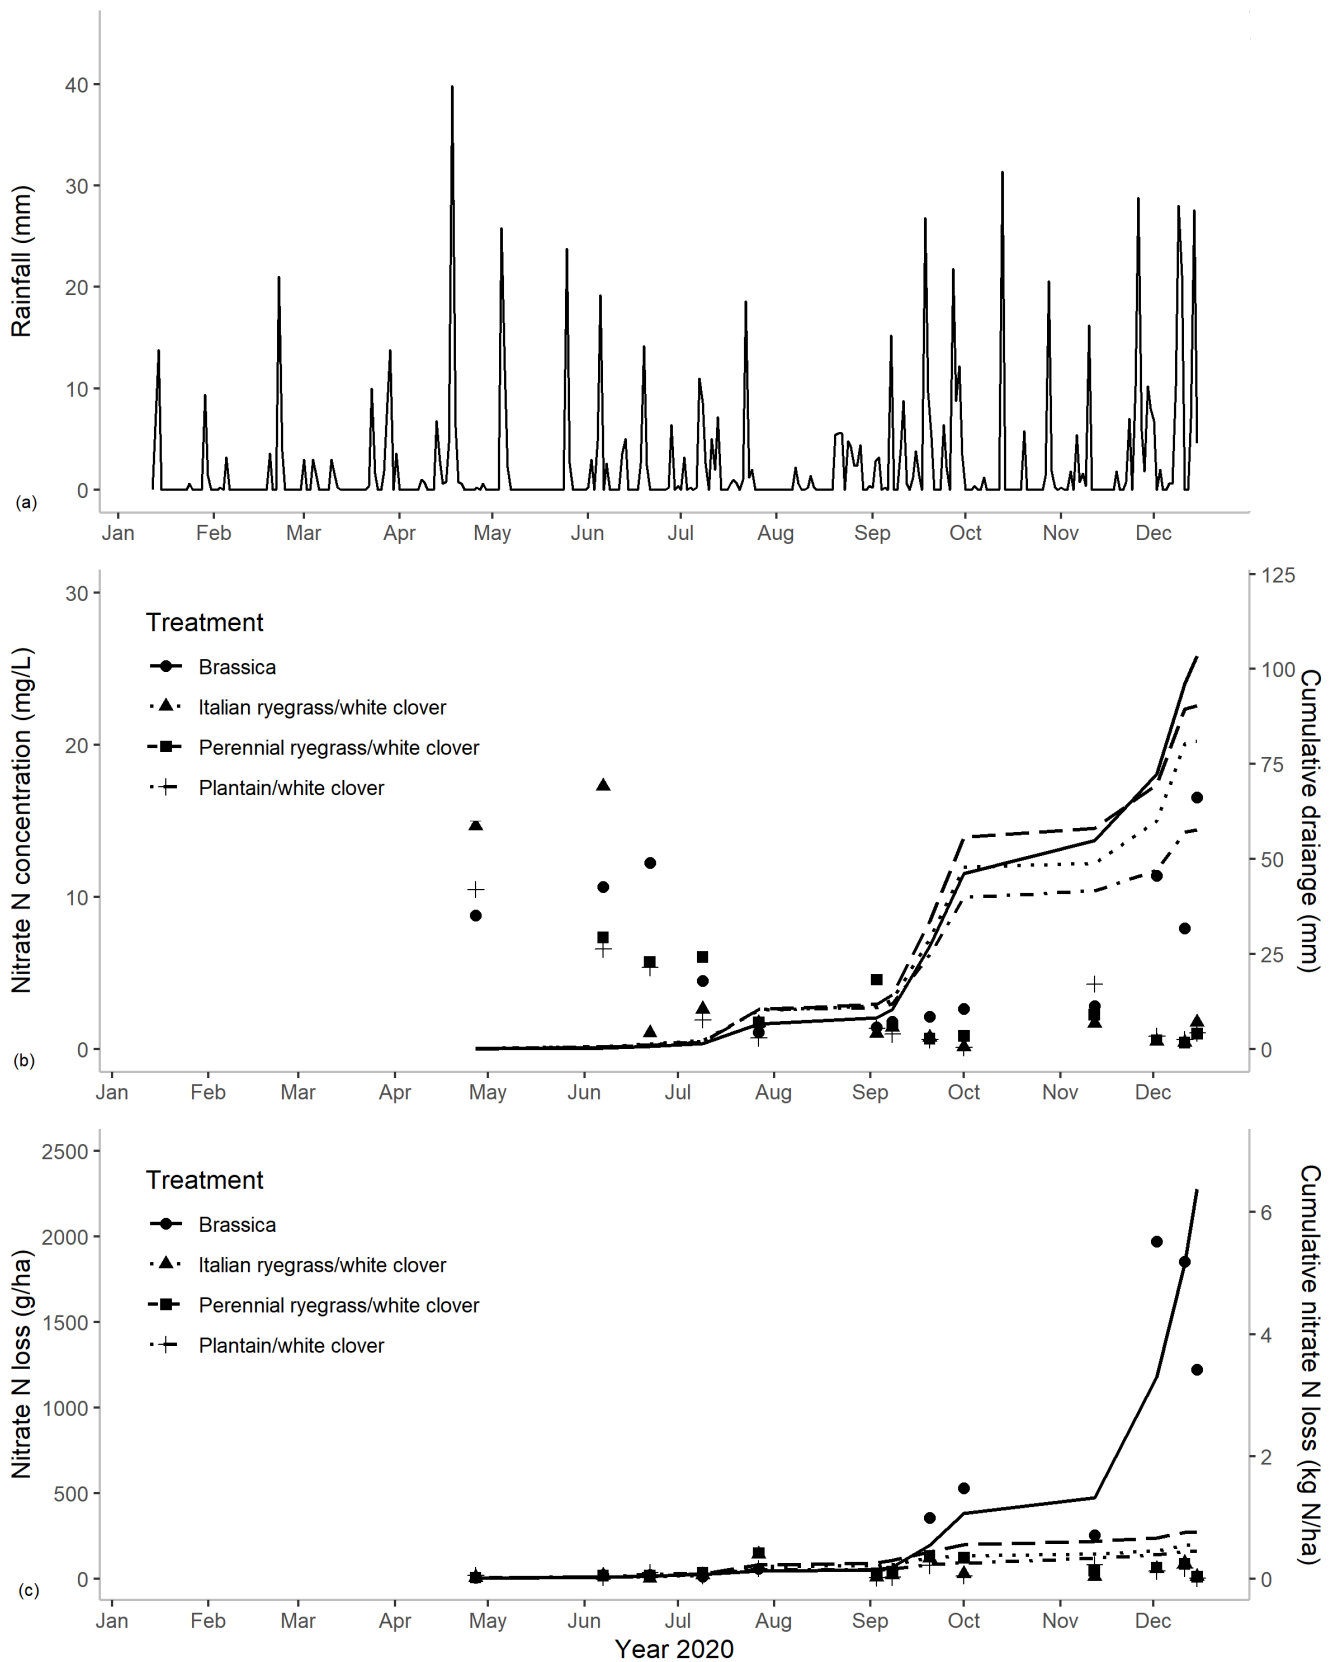 40
30
20
10
0
Rainfall (mm)
(a)
Jan Feb Mar Apr May Jun Jul Aug Sep Oct Nov Dec
30
20
10
0
Nitrate N concentration (mg/L)
Treatment
Brassica
Italian ryegrass/white clover
Perennial ryegrass/white clover
Plantain/white clover
125
100
75
50
25
0
Cumulative draiange (mm)
(b)
Jan Feb Mar Apr May Jun Jul Aug Sep Oct Nov Dec
2500
2000
1500
1000
500
0
Nitrate N loss (g/ha)
Treatment
Brassica
Italian ryegrass/white clover
Perennial ryegrass/white clover
Plantain/white clover
6
4
2
0
Cumulative nitrate N loss (kg N/ha)
(c)
Jan Feb Mar Apr May Jun Jul Aug Sep Oct Nov Dec
Year 2020